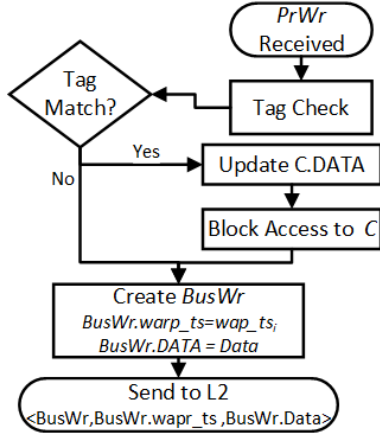 PrWr
Received
Tag
Match?
Tag Check
Yes
Update C.DATA
No
Block Access to C
Create BusWr
BusWr.warp_ts=wap_tsi
BusWr.DATA = Data
Send to L2
<BusWr,BusWr.wapr_ts ,BusWr.Data>